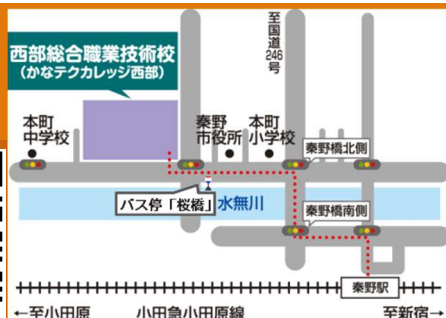 西部総合職業技術校
(かなテクカレッジ西部)
至国道
246
号
本町
中学校
秦野
市役所
本町
小学校
秦野橋北側
バス停「桜橋」
水無川
秦野橋南側
秦野駅
←至小田原
小田急小田原線
至新宿→